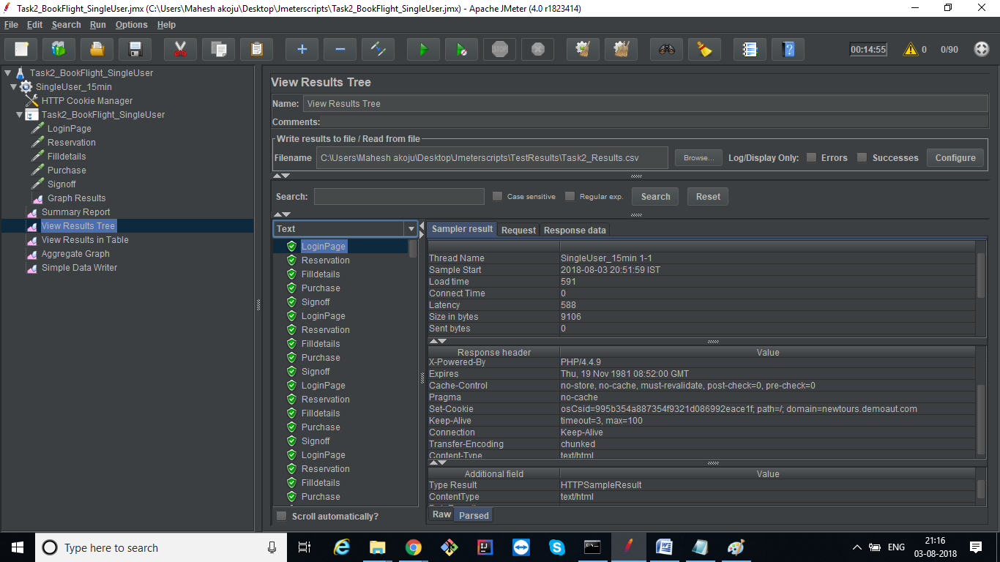 Task2_BookFlight_SingleUser.jmx (C:\Users\Mahesh akoju\Desktop\Jmeterscripts\Task2_BookFlight_SingleUser.jmx) - Apache JMeter (4.0 r1823414)
File Edit Search Run Options Help
STOP
00:14:55 0 0/90
Task2_BookFlight_SingleUser
SingleUser_15min
HTTP Cookie Manager
Task2_BookFlight_SingleUser
LoginPage
Reservation
Filldetails
Purchase
Signoff
Graph Results
Summary Report
View Results Tree
View Results in Table
Aggregate Graph
Simple Data Writer
View Results Tree
Name: View Results Tree
Comments:
Write results to file / Read from file
Filename C:\Users\Mahesh akoju\Desktop\Jmeterscripts\TestResults\Task2_Results.csv Browse... Log/Display Only: Errors Successes Configure
Search: Case sensitive Regular exp. Search Reset
Text
LoginPage
Reservation
Filldetails
Purchase
Signoff
LoginPage
Reservation
Filldetails
Purchase
Signoff
LoginPage
Reservation
Filldetails
Purchase
Signoff
LoginPage
Reservation
Filldetails
Purchase
Scroll automatically?
Sampler result Request Response data
Thread Name SingleUser_15min 1-1
Sample Start 2018-08-03 20:51:59 IST
Load time 591
Connect Time 0
Latency 588
Size in bytes 9106
Sent bytes 0
Response header Value
X-Powered-By PHP/4.4.9
Expires Thu, 19 Nov 1981 08:52:00 GMT
Cache-Control no-store, no-cache, must-revalidate, post-check=0, pre-check=0
Pragma no-cache
Set-Cookie osCsid=995b354a887354f9321d086992eace1f; path=/; domain=newtours.demoaut.com
Keep-Alive timeout=3, max=100
Connection Keep-Alive
Transfer-Encoding chunked
Content-Type text/html
Additional field Value
Type Result HTTPSampleResult
ContentType text/html
Raw Parsed
Type here to search
ENG
21:16
03-08-2018